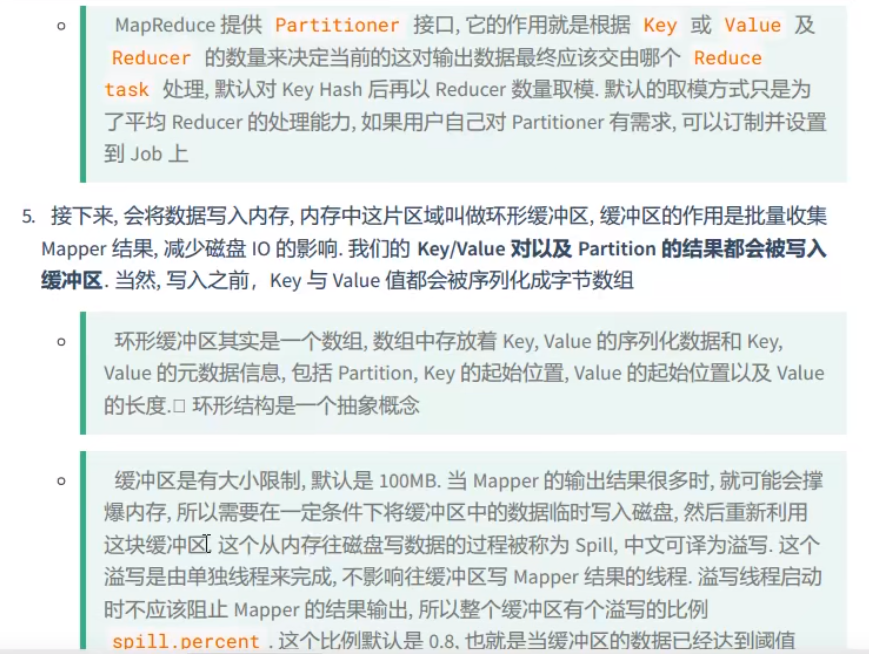 MapReduce 提供 Partitioner 接口, 它的作用就是根据 Key 或 Value 及
Reducer 的数量来决定当前的这对输出数据最终应该交由哪个 Reduce
task 处理, 默认对 Key Hash 后再以 Reducer 数量取模. 默认的取模方式只是为
了平均 Reducer 的处理能力, 如果用户自己对 Partitioner 有需求, 可以订制并设置
到 Job 上
5. 接下来, 会将数据写入内存, 内存中这片区域叫做环形缓冲区, 缓冲区的作用是批量收集
Mapper 结果, 减少磁盘 IO 的影响. 我们的 Key/Value 对以及 Partition 的结果都会被写入
缓冲区. 当然, 写入之前，Key 与 Value 值都会被序列化成字节数组
环形缓冲区其实是一个数组, 数组中存放着 Key, Value 的序列化数据和 Key,
Value 的元数据信息, 包括 Partition, Key 的起始位置, Value 的起始位置以及 Value
的长度.□ 环形结构是一个抽象概念
缓冲区是有大小限制, 默认是 100MB. 当 Mapper 的输出结果很多时, 就可能会撑
爆内存, 所以需要在一定条件下将缓冲区中的数据临时写入磁盘, 然后重新利用
这块缓冲区 这个从内存往磁盘写数据的过程被称为 Spill, 中文可译为溢写. 这个
溢写是由单独线程来完成, 不影响往缓冲区写 Mapper 结果的线程. 溢写线程启动
时不应该阻止 Mapper 的结果输出, 所以整个缓冲区有个溢写的比例
spill.percent . 这个比例默认是 0.8, 也就是当缓冲区的数据已经达到阈值